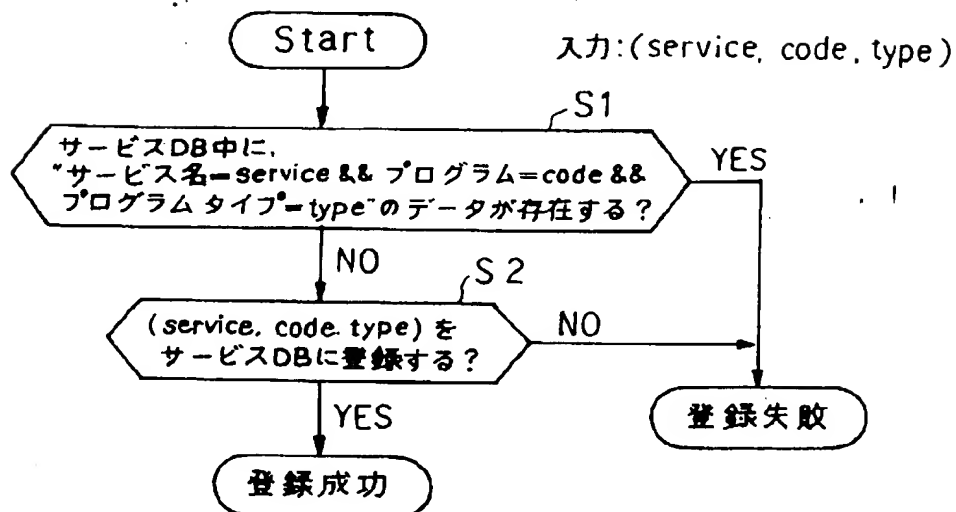 Start
入力:(service, code, type)
S1
サービスDB中に,
"サービス名=service && プログラム=code &&
プログラム タイプ=type"のデータが存在する?
YES
NO
S2
(service, code. type)を
サービスDBに登録する?
NO
YES
登録失敗
登録成功